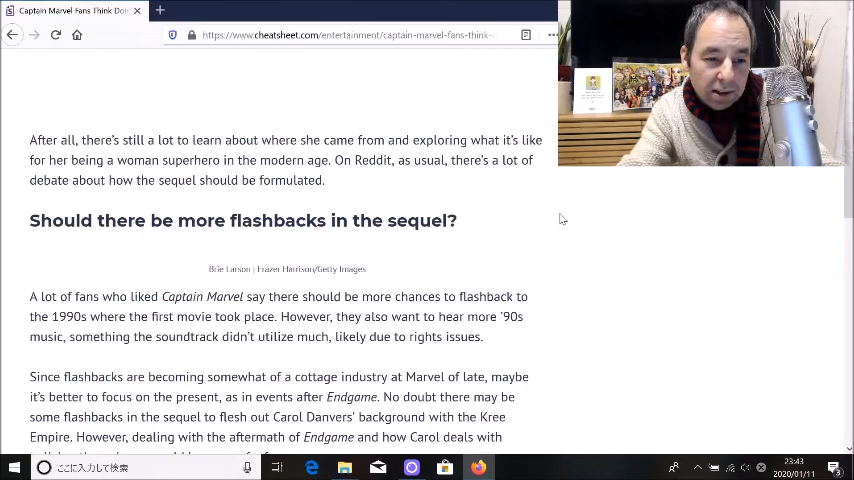 Captain Marvel Fans Think Doin
https://www.cheatsheet.com/entertainment/captain-marvel-fans-think-
After all, there's still a lot to learn about where she came from and exploring what it's like
for her being a woman superhero in the modern age. On Reddit, as usual, there's a lot of
debate about how the sequel should be formulated.
Should there be more flashbacks in the sequel?
Brie Larson | Frazer Harrison/Getty Images
A lot of fans who liked Captain Marvel say there should be more chances to flashback to
the 1990s where the first movie took place. However, they also want to hear more '90s
music, something the soundtrack didn't utilize much, likely due to rights issues.
Since flashbacks are becoming somewhat of a cottage industry at Marvel of late, maybe
it's better to focus on the present, as in events after Endgame. No doubt there may be
some flashbacks in the sequel to flesh out Carol Danvers' background with the Kree
Empire. However, dealing with the aftermath of Endgame and how Carol deals with
ここに入力して検索
23:43
2020/01/11
3